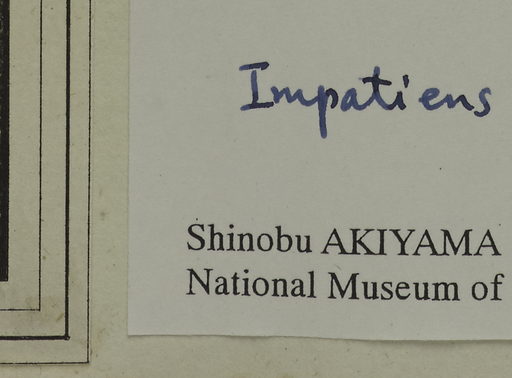 Impatiens
Shinobu AKIYAMA
National Museum of